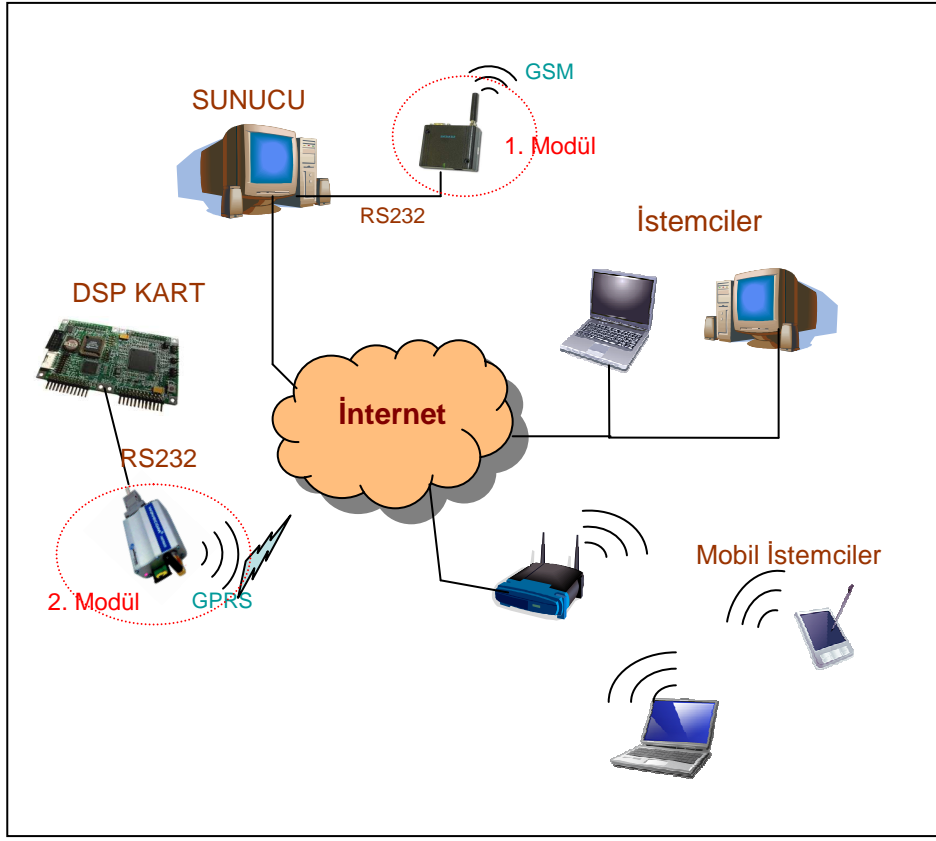 GSM
SUNUCU
1. Modül
RS232
İstemciler
DSP KART
İnternet
RS232
Mobil İstemciler
2. Modül
GPRS